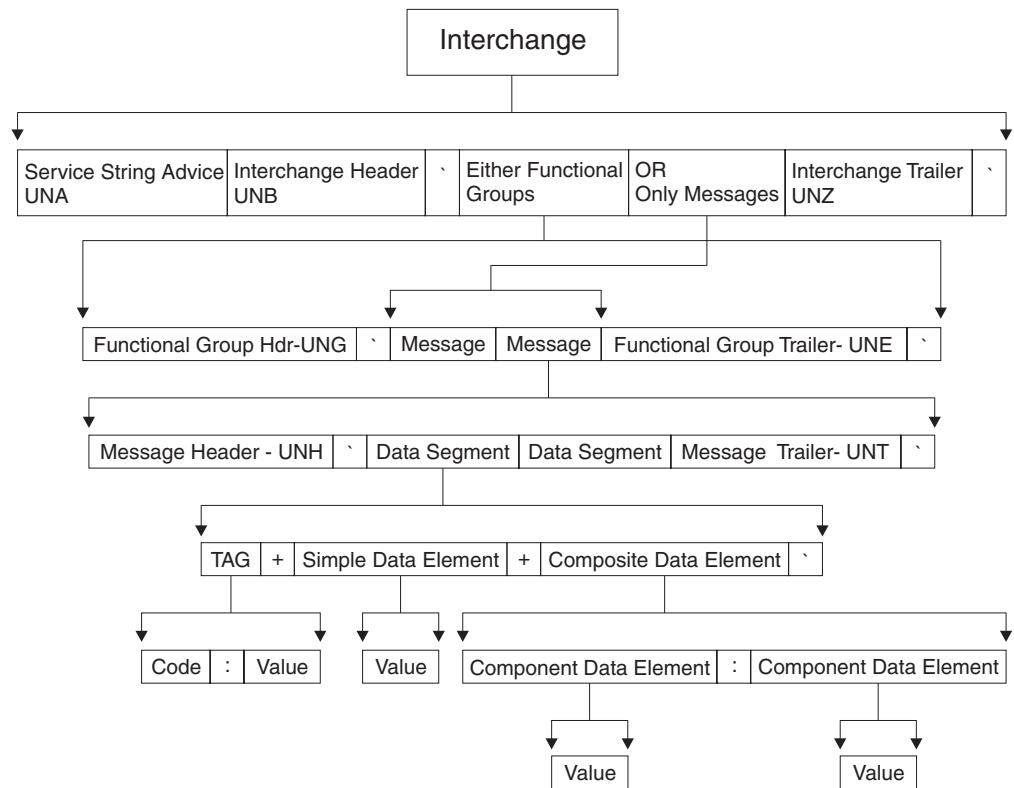 Interchange
Service String Advice UNA
Interchange Header UNB
`
Either Functional Groups
OR Only Messages
Interchange Trailer UNZ
`
Functional Group Hdr-UNG ` Message Message Functional Group Trailer- UNE `
Message Header - UNH ` Data Segment Data Segment Message Trailer- UNT `
TAG + Simple Data Element + Composite Data Element `
Code : Value Value Component Data Element : Component Data Element
Value Value